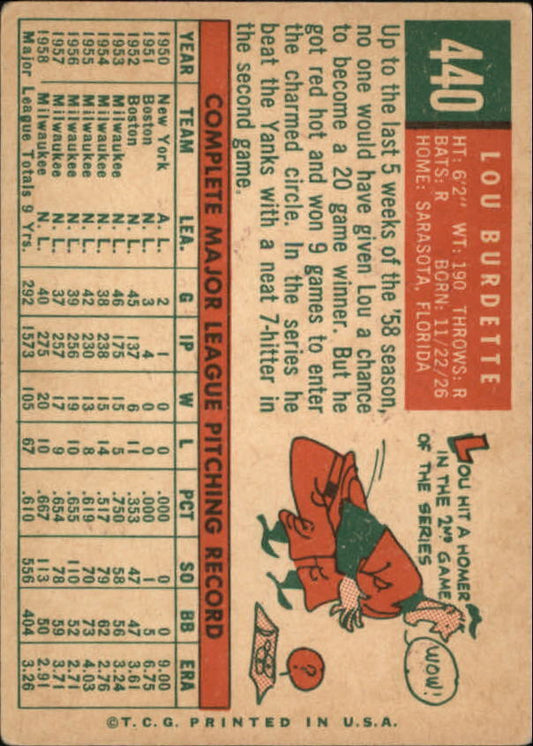 440
LOU BURDETTE
HT: 6'2" WT: 190 THROWS: R
BATS: R BORN: 11/22/26
HOME: SARASOTA, FLORIDA
Up to the last 5 weeks of the '58 season,
no one would have given Lou a chance
to become a 20 game winner. But he
got red hot and won 9 games to enter
the charmed circle. In the series he
beat the Yanks with a neat 7-hitter in
the second game.
LOU HIT A HOMER
IN THE 2ND GAME
OF THE SERIES
WOW!
?
COMPLETE MAJOR LEAGUE PITCHING RECORD
YEAR TEAM LEA. G IP W L PCT SO BB ERA
1950 New York A. L. 2 1 0 0 .000 0 0 9.00
1951 Boston N. L. 3 4 0 0 .000 1 5 6.75
1952 Boston N. L. 45 137 6 11 .353 47 47 3.61
1953 Milwaukee N. L. 46 175 15 5 .750 58 56 3.24
1954 Milwaukee N. L. 38 238 15 14 .517 79 62 2.76
1955 Milwaukee N. L. 42 230 13 8 .619 70 73 4.03
1956 Milwaukee N. L. 39 256 19 10 .655 110 52 2.71
1957 Milwaukee N. L. 37 257 17 9 .654 78 59 3.71
1958 Milwaukee N. L. 40 275 20 10 .667 113 50 2.91
Major League Totals 9 Yrs. 292 1573 105 67 .610 556 404 3.26
©T.C.G. PRINTED IN U.S.A.